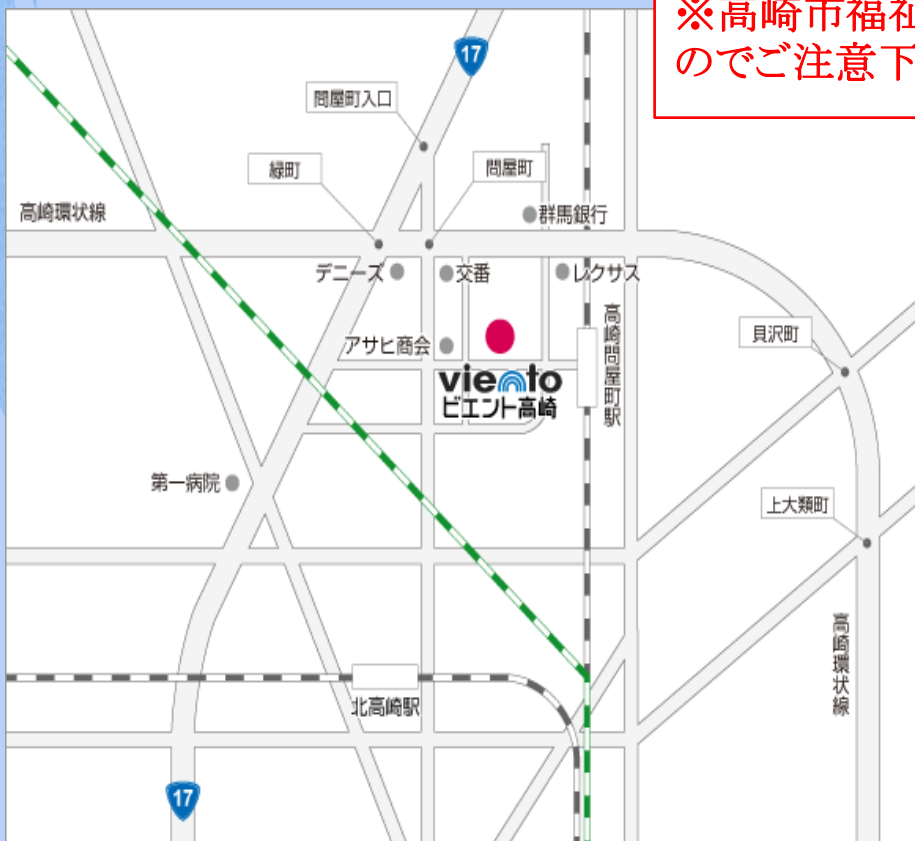 ※高崎市福祉
のでご注意下
17
問屋町入口
緑町
問屋町
高崎環状線
群馬銀行
デニーズ
交番
レクサス
高崎問屋町駅
貝沢町
アサヒ商会
viento
ビエント高崎
第一病院
上大類町
高崎環状線
北高崎駅
17